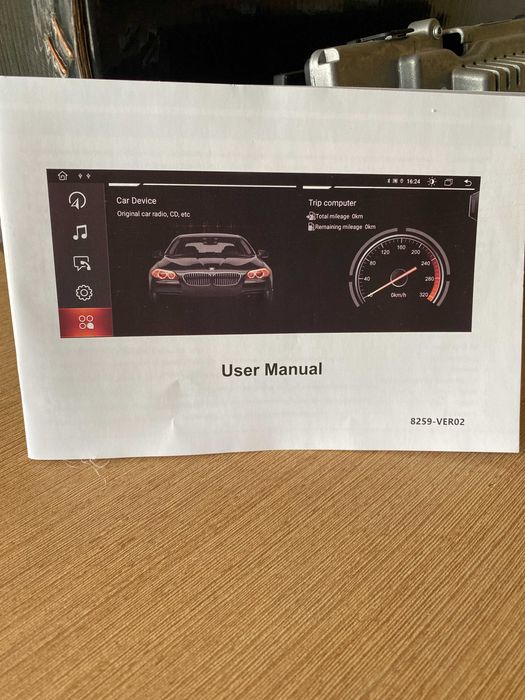 16:24
Car Device
Original car radio, CD, etc
Trip computer
Total mileage 0km
Remaining mileage 0km
0 40 80 120 160 200 240 280 320
0km/h
User Manual
8259-VER02